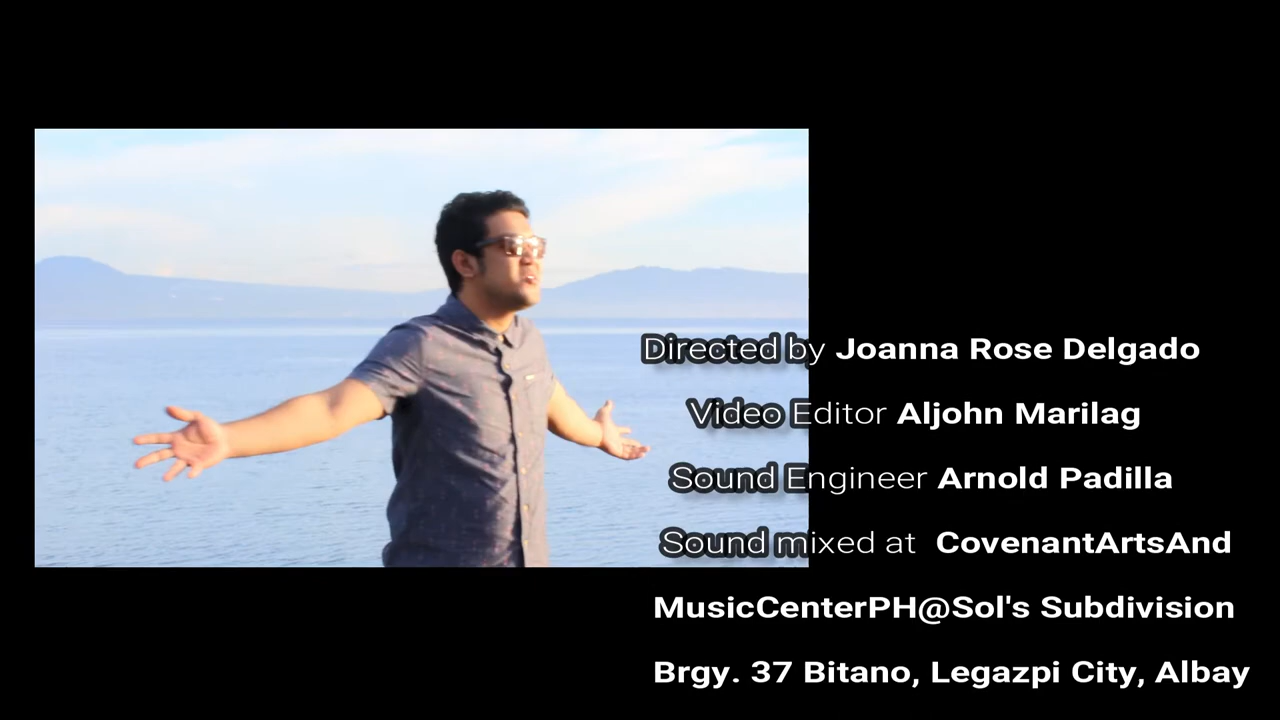 Directed by Joanna Rose Delgado
Video Editor Aljohn Marilag
Sound Engineer Arnold Padilla
Sound mixed at CovenantArtsAnd
MusicCenterPH@Sol's Subdivision
Brgy. 37 Bitano, Legazpi City, Albay